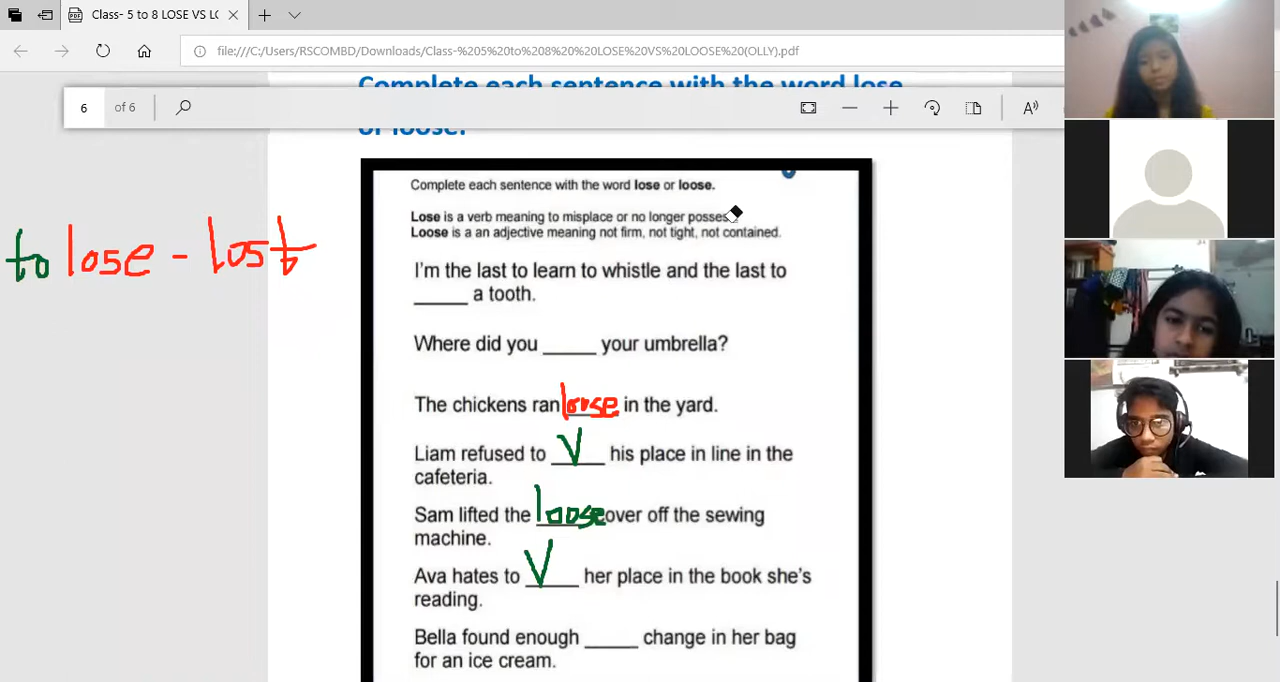 Class- 5 to 8 LOSE VS LO
file:///C:/Users/RSCOMBD/Downloads/Class-%205%20to%208%20%20LOSE%20VS%20LOOSE%20(OLLY).pdf
6 of 6
Complete each sentence with the word lose
or loose.
Complete each sentence with the word lose or loose.
Lose is a verb meaning to misplace or no longer
Loose is a an adjective meaning not firm, not tight, not contained.
to lose - lost
I'm the last to learn to whistle and the last to
_____ a tooth.
Where did you _____ your umbrella?
The chickens ran loose in the yard.
Liam refused to V his place in line in the
cafeteria.
Sam lifted the loose over off the sewing
machine.
Ava hates to V her place in the book she's
reading.
Bella found enough _____ change in her bag
for an ice cream.